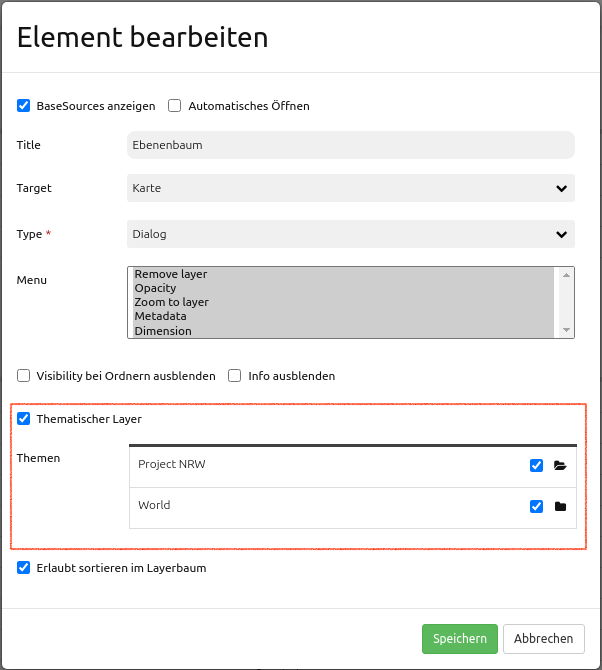 Element bearbeiten
BaseSources anzeigen Automatisches Öffnen
Title Ebenenbaum
Target Karte
Type * Dialog
Menu
Remove layer
Opacity
Zoom to layer
Metadata
Dimension
Visibility bei Ordnern ausblenden Info ausblenden
Thematischer Layer
Themen
Project NRW
World
Erlaubt sortieren im Layerbaum
Speichern Abbrechen